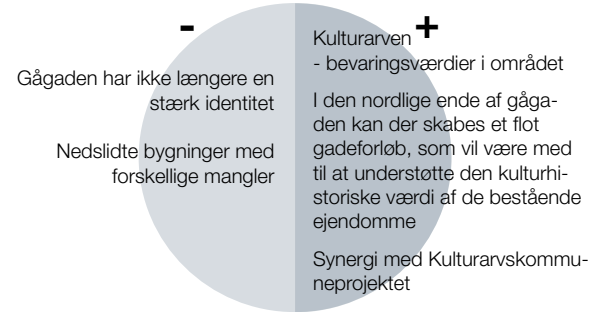 -
Gågaden har ikke længere en
stærk identitet
Nedslidte bygninger med
forskellige mangler
+
Kulturarven
- bevaringsværdier i området
I den nordlige ende af gåga-
den kan der skabes et flot
gadeforløb, som vil være med
til at understøtte den kulturhi-
storiske værdi af de bestående
ejendomme
Synergi med Kulturarvskommu-
neprojektet